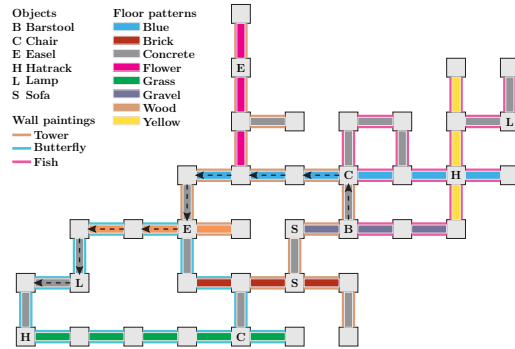 Objects
B Barstool
C Chair
E Easel
H Hatrack
L Lamp
S Sofa
Wall paintings
Tower
Butterfly
Fish
Floor patterns
Blue
Brick
Concrete
Flower
Grass
Gravel
Wood
Yellow
E
L
C H
E S B
L S
H C